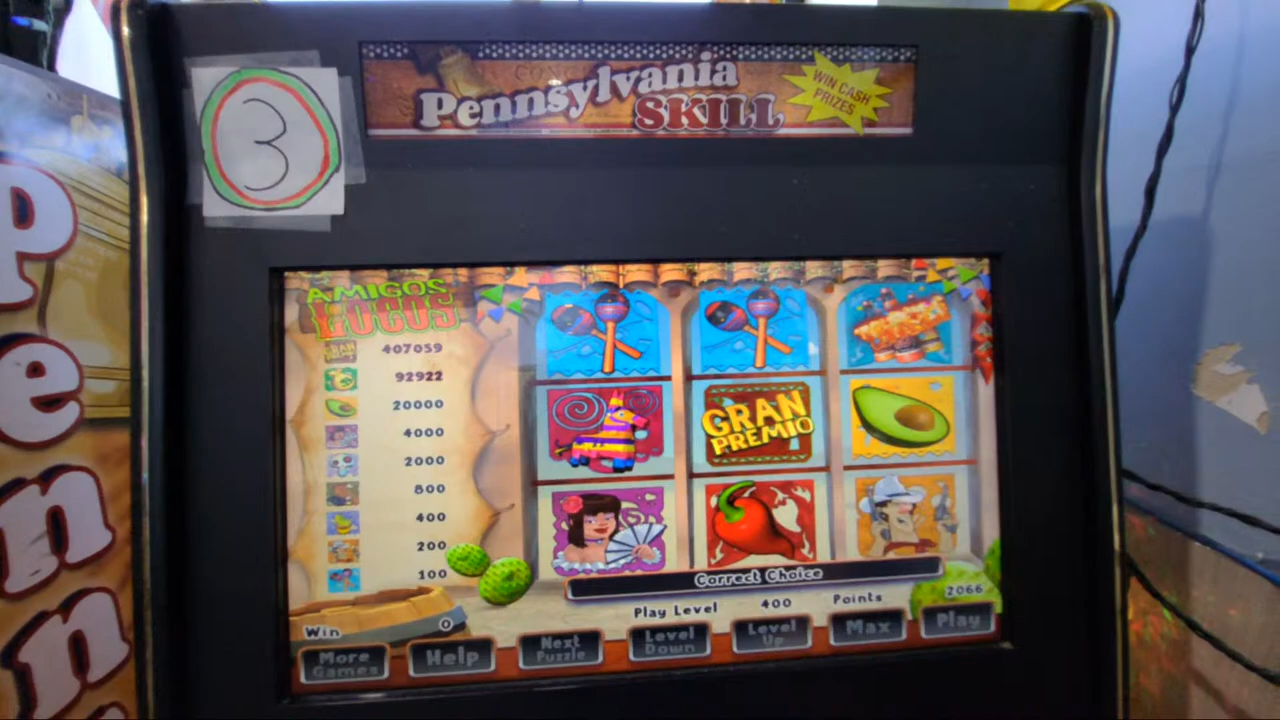 3
Pennsylvania
SKILL
WIN CASH
PRIZES
Penn
AMIGOS
LOCOS
407059
92922
20000
4000
2000
800
400
200
100
GRAN
PREMIO
Correct Choice
Play Level 400 Points 2066
Win 0
More
Games
Help
Next
Puzzle
Level
Down
Level
Up
Max
Play